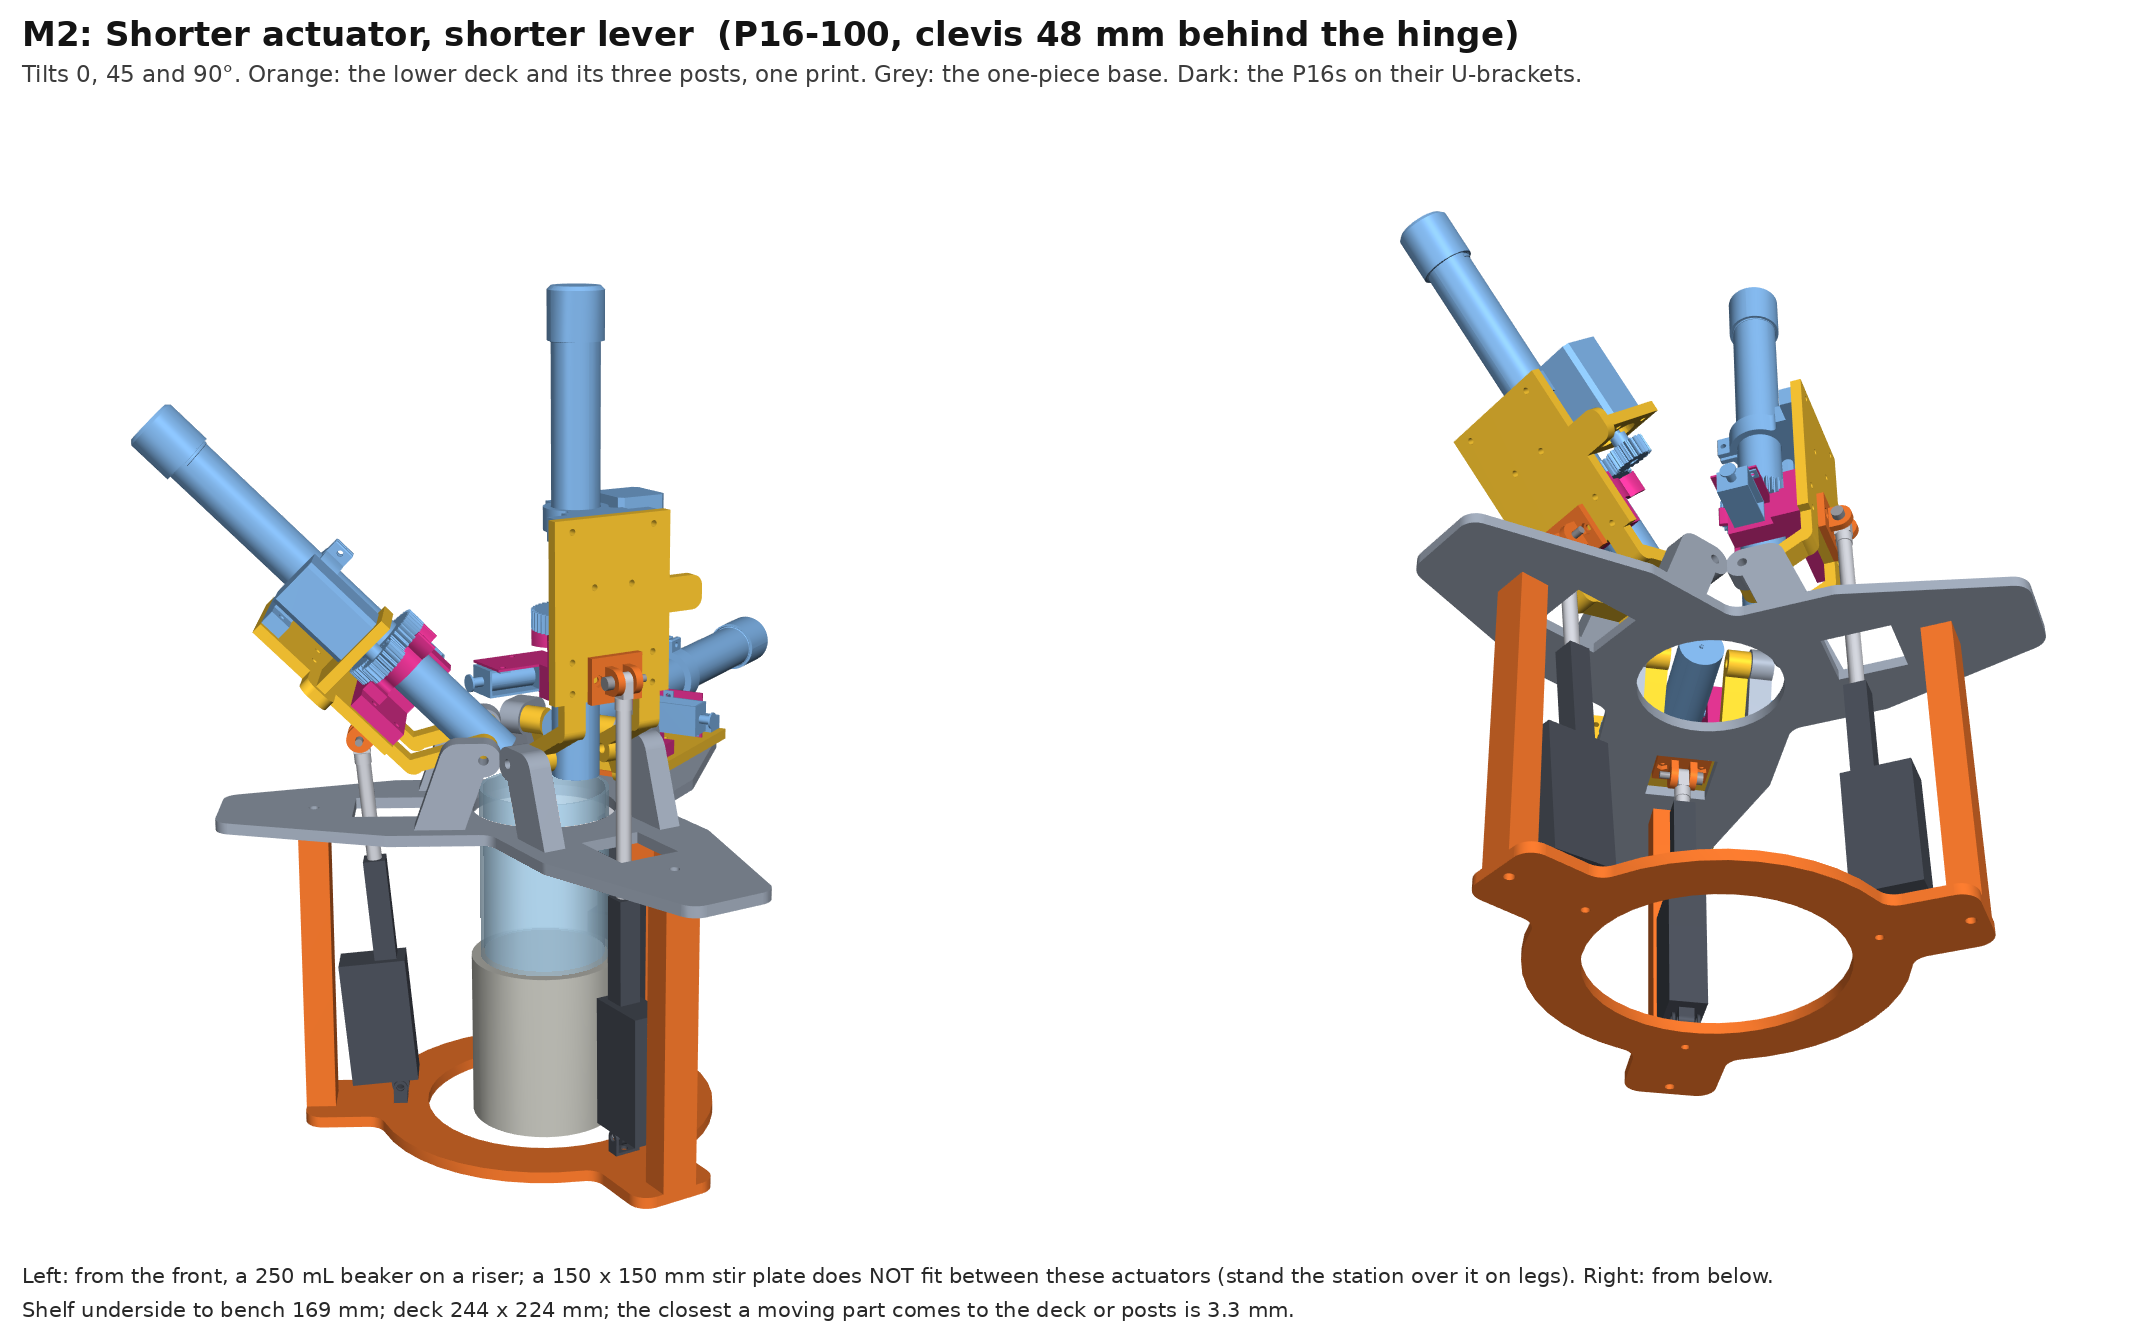 M2: Shorter actuator, shorter lever (P16-100, clevis 48 mm behind the hinge)
Tilts 0, 45 and 90°. Orange: the lower deck and its three posts, one print. Grey: the one-piece base. Dark: the P16s on their U-brackets.
Left: from the front, a 250 mL beaker on a riser; a 150 x 150 mm stir plate does NOT fit between these actuators (stand the station over it on legs). Right: from below.
Shelf underside to bench 169 mm; deck 244 x 224 mm; the closest a moving part comes to the deck or posts is 3.3 mm.